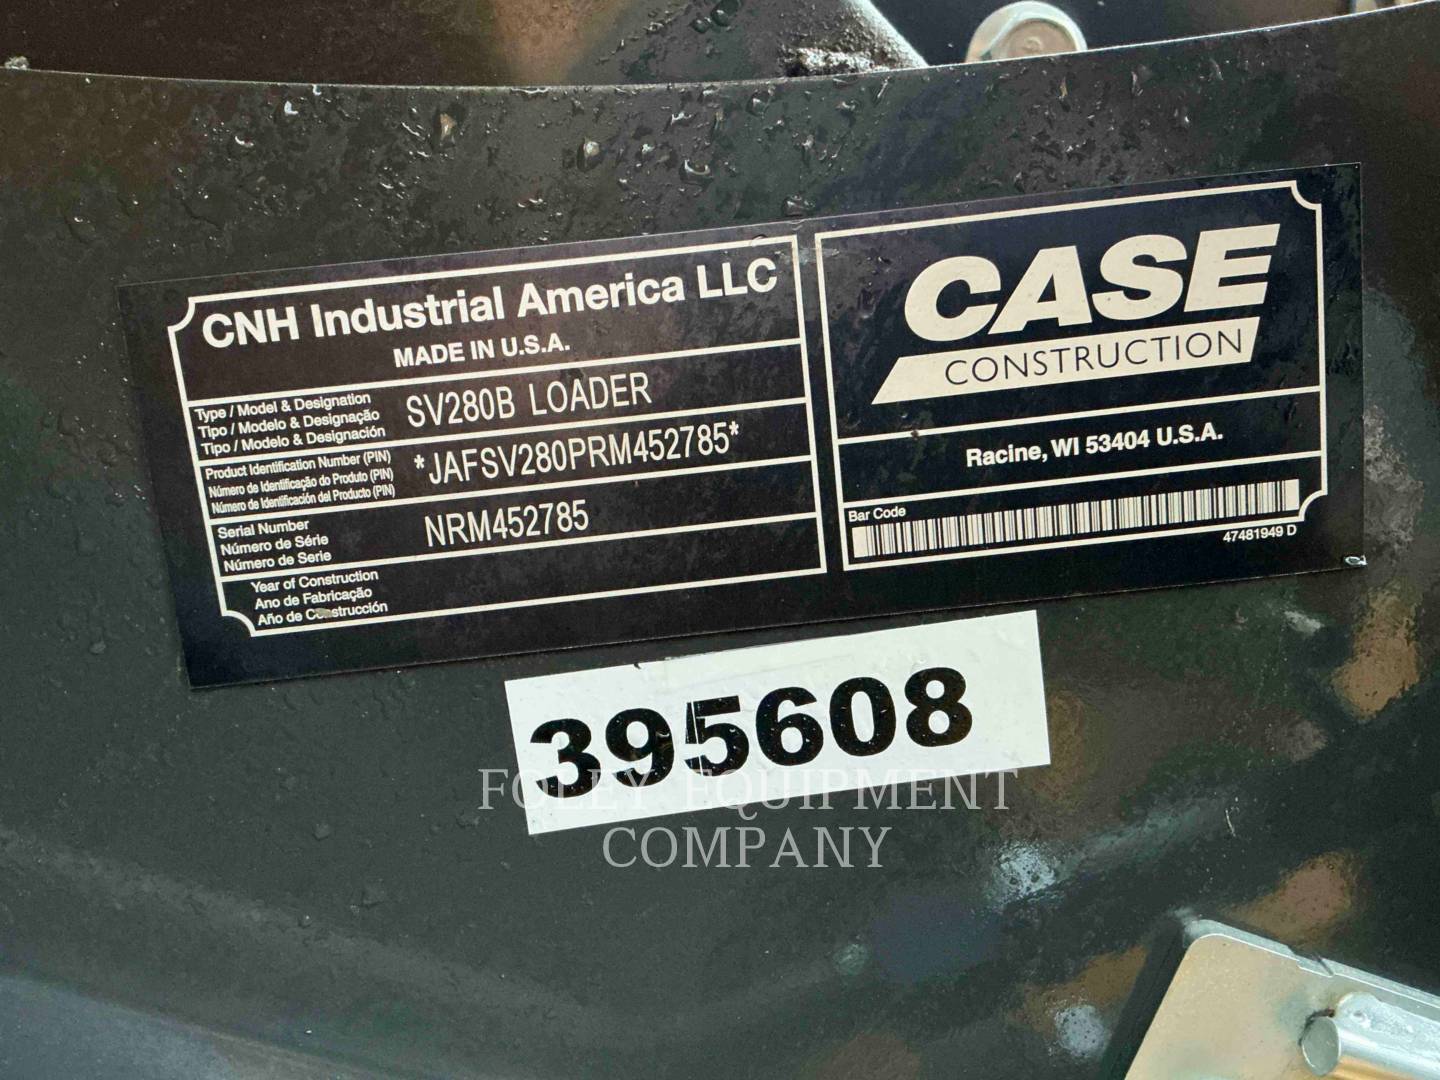 CNH Industrial America LLC
MADE IN U.S.A.
Type / Model & Designation
Tipo / Modelo & Designação
Tipo / Modelo & Designación
SV280B LOADER
Product Identification Number (PIN)
Número de Identificação do Produto (PIN)
Número de Identificación del Producto (PIN)
*JAFSV280PRM452785*
Serial Number
Número de Série
Número de Serie
NRM452785
Year of Construction
Ano de Fabricação
Año de Construcción
CASE
CONSTRUCTION
Racine, WI 53404 U.S.A.
Bar Code
47481949 D
395608
FOLEY EQUIPMENT
COMPANY